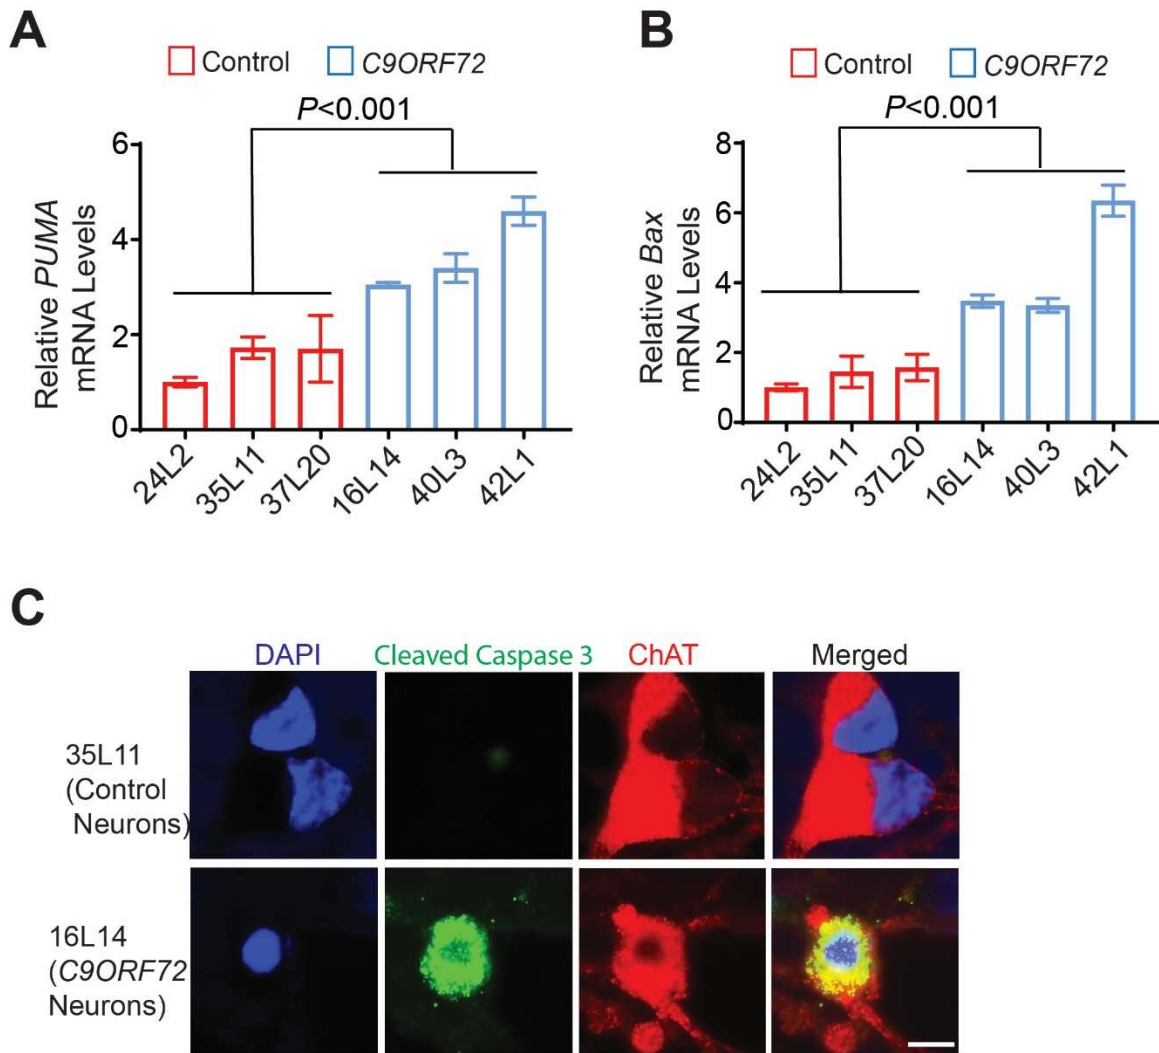 A
Control C9ORF72
P<0.001
Relative PUMA
mRNA Levels
6
4
2
0
24L2
35L11
37L20
16L14
40L3
42L1
B
Control C9ORF72
P<0.001
Relative Bax
mRNA Levels
8
6
4
2
0
24L2
35L11
37L20
16L14
40L3
42L1
C
DAPI Cleaved Caspase 3 ChAT Merged
35L11
(Control
Neurons)
16L14
(C9ORF72
Neurons)